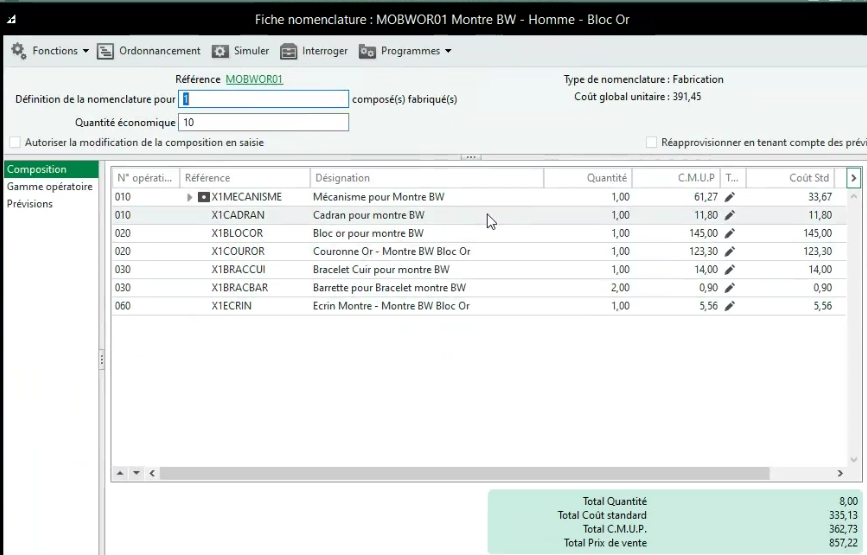 Fiche nomenclature : MOBWOR01 Montre BW - Homme - Bloc Or
Fonctions Ordonnancement Simuler Interroger Programmes
Référence MOBWOR01 Type de nomenclature : Fabrication
Définition de la nomenclature pour 1 composé(s) fabriqué(s) Coût global unitaire : 391,45
Quantité économique 10
Autoriser la modification de la composition en saisie Réapprovisionner en tenant compte des prévi
Composition
Gamme opératoire
Prévisions
N° opérati... Référence Désignation Quantité C.M.U.P T... Coût Std
010 X1MECANISME Mécanisme pour Montre BW 1,00 61,27 33,67
010 X1CADRAN Cadran pour montre BW 1,00 11,80 11,80
020 X1BLOCOR Bloc or pour montre BW 1,00 145,00 145,00
020 X1COUROR Couronne Or - Montre BW Bloc Or 1,00 123,30 123,30
030 X1BRACCUI Bracelet Cuir pour montre BW 1,00 14,00 14,00
030 X1BRACBAR Barrette pour Bracelet montre BW 2,00 0,90 0,90
060 X1ECRIN Ecrin Montre - Montre BW Bloc Or 1,00 5,56 5,56
Total Quantité 8,00
Total Coût standard 335,13
Total C.M.U.P. 362,73
Total Prix de vente 857,22